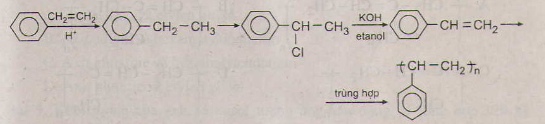 CH₂=CH₂
H⁺
CH₂—CH₃
CH—CH₃
Cl
KOH
etanol
CH=CH₂
trùng hợp
(CH—CH₂)n